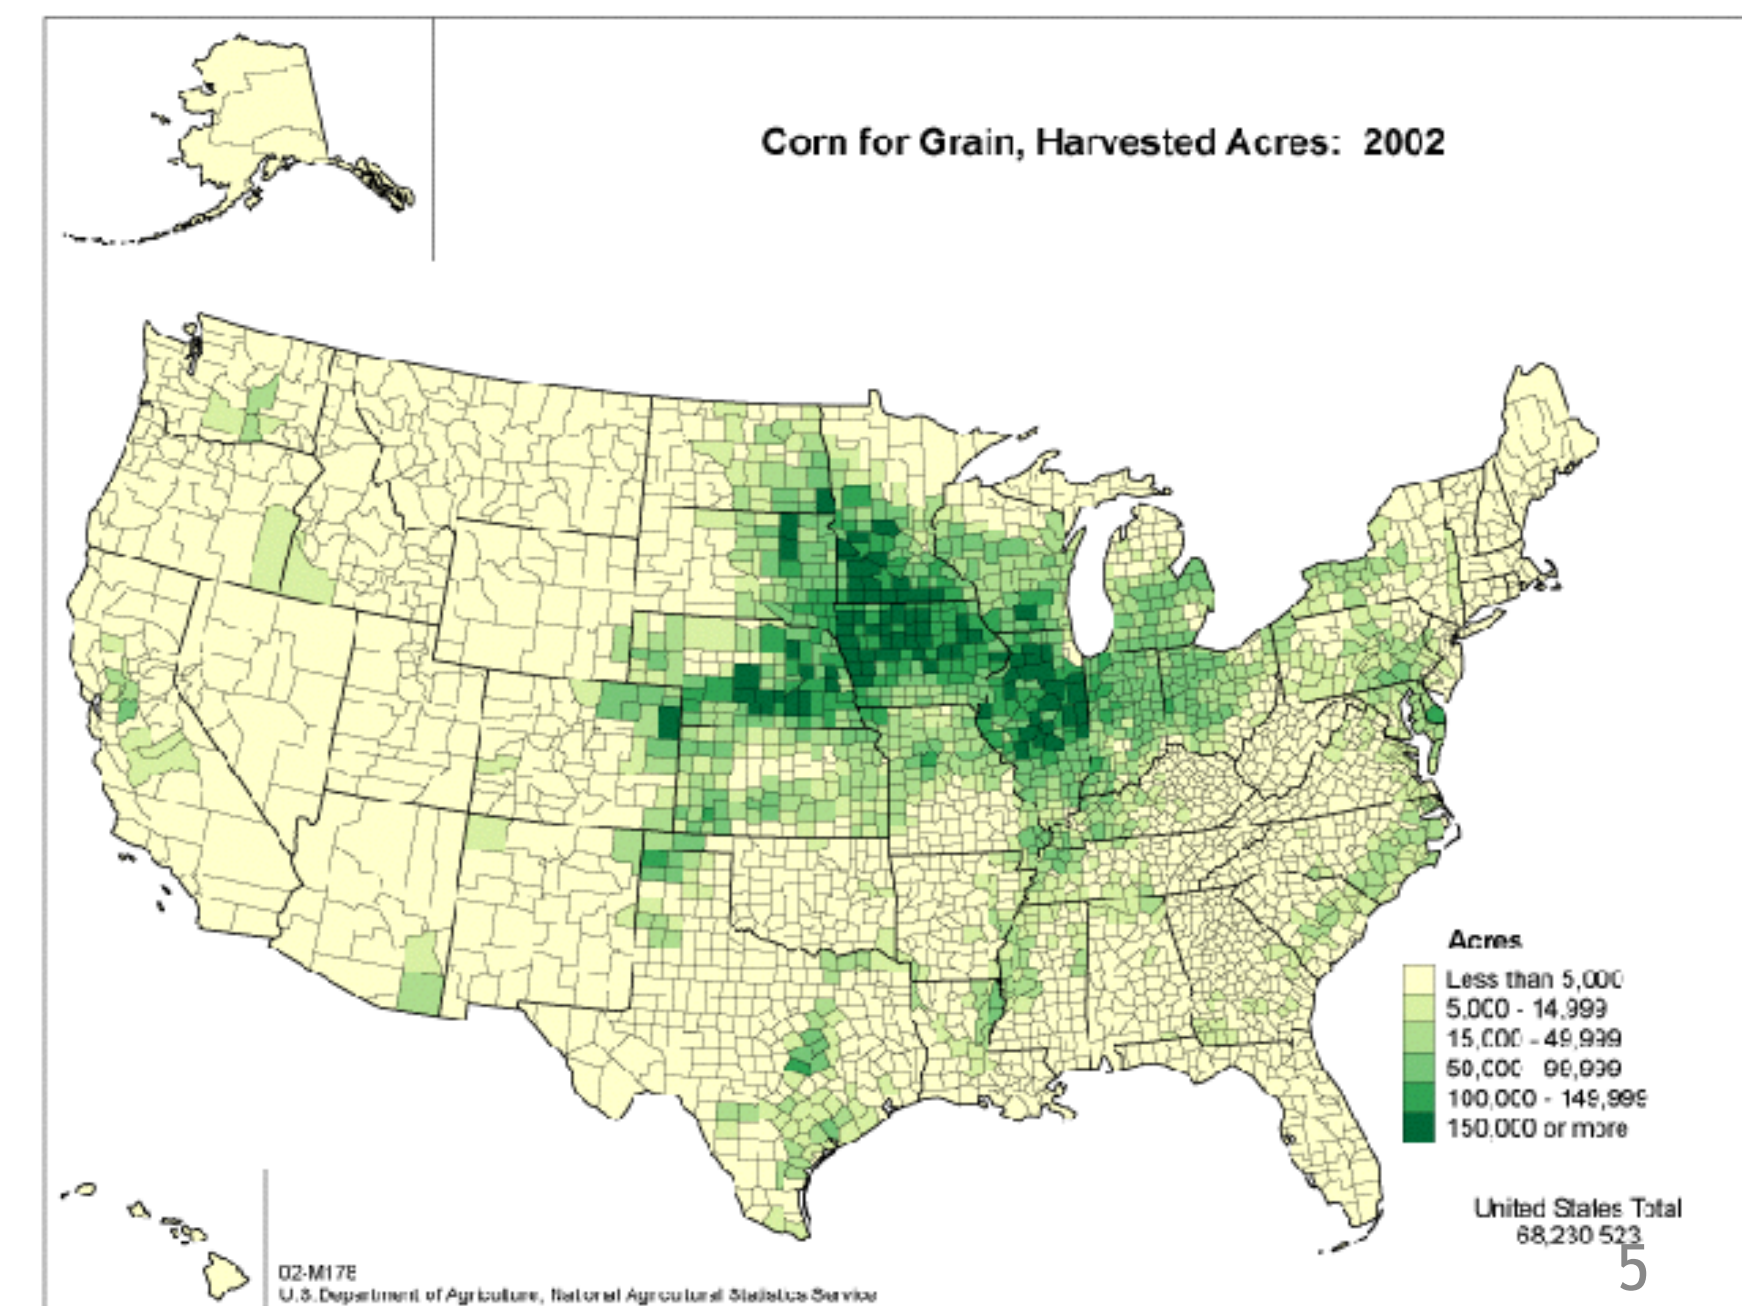 Corn for Grain, Harvested Acres: 2002
Acres
Less than 5,000
5,000 - 14,999
15,000 - 49,999
50,000 - 99,999
100,000 - 149,999
150,000 or more
United States Total
68,230,523
5
02-M178
U.S. Department of Agriculture, National Agricultural Statistics Service